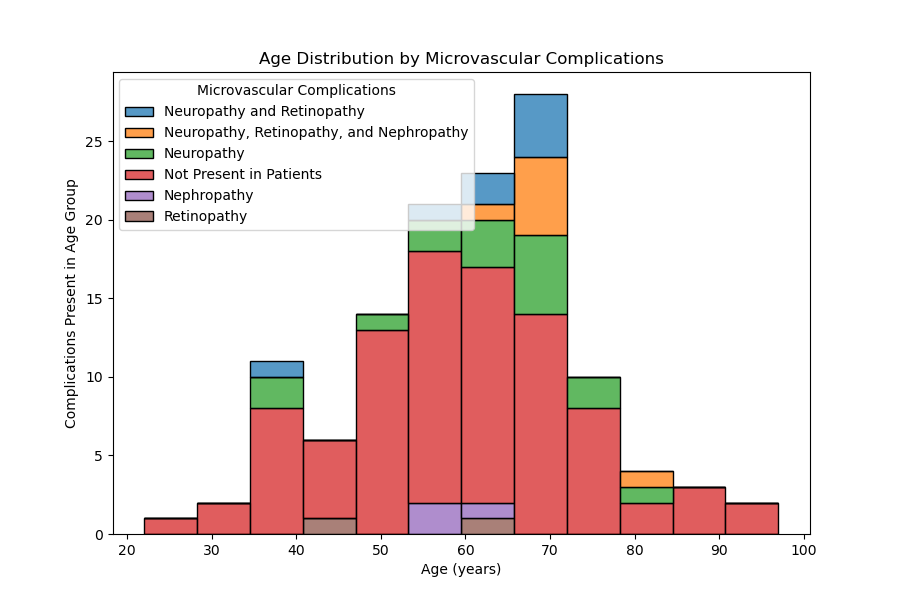 Age Distribution by Microvascular Complications
Microvascular Complications
Neuropathy and Retinopathy
Neuropathy, Retinopathy, and Nephropathy
Neuropathy
Not Present in Patients
Nephropathy
Retinopathy
Complications Present in Age Group
25
20
15
10
5
0
20 30 40 50 60 70 80 90 100
Age (years)